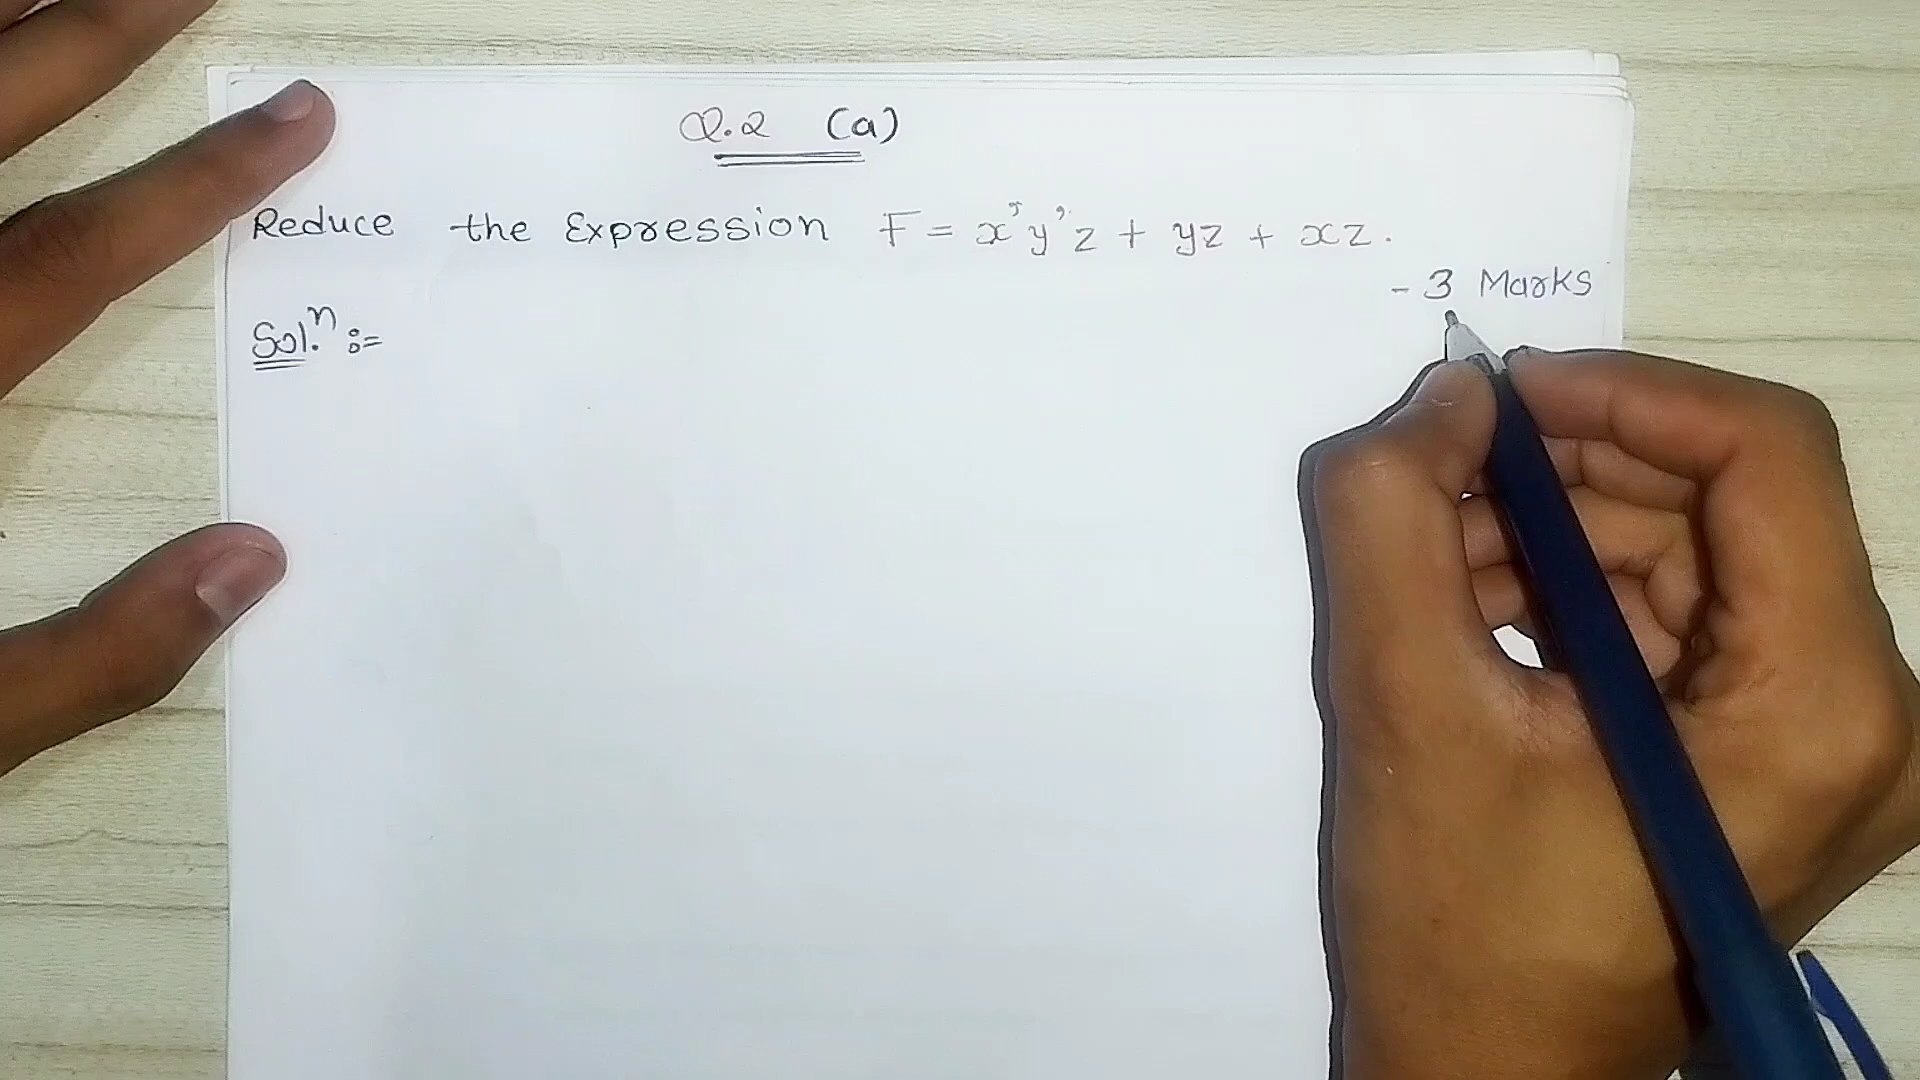 Q.2 (a)
Reduce the Expression F = x'y'z + yz + xz.
- 3 Marks
Sol.ⁿ :=